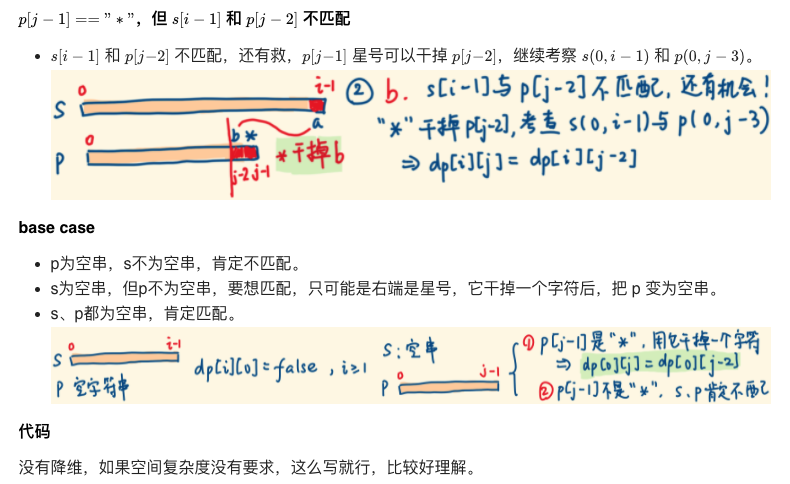 p[j − 1] == " * "，但 s[i − 1] 和 p[j − 2] 不匹配
s[i − 1] 和 p[j−2] 不匹配，还有救，p[j−1] 星号可以干掉 p[j−2]，继续考察 s(0, i − 1) 和 p(0, j − 3)。
0 i-1
S
a
② b. S[i-1]与P[j-2]不匹配，还有机会！
"*"干掉P[j-2]，考查 S(0,i-1)与 P(0,j-3)
⇒ dp[i][j] = dp[i][j-2]
0
b *
P
j-2 j-1
*干掉b
base case
p为空串，s不为空串，肯定不匹配。
s为空串，但p不为空串，要想匹配，只可能是右端是星号，它干掉一个字符后，把 p 变为空串。
s、p都为空串，肯定匹配。
0 i-1
S
P 空字符串
dp[i][0]=false , i≥1
S：空串
0 j-1
P
① P[j-1]是"*"，用它干掉一个字符
⇒ dp[0][j]=dp[0][j-2]
② P[j-1]不是"*"，S、P肯定不匹配
代码
没有降维，如果空间复杂度没有要求，这么写就行，比较好理解。